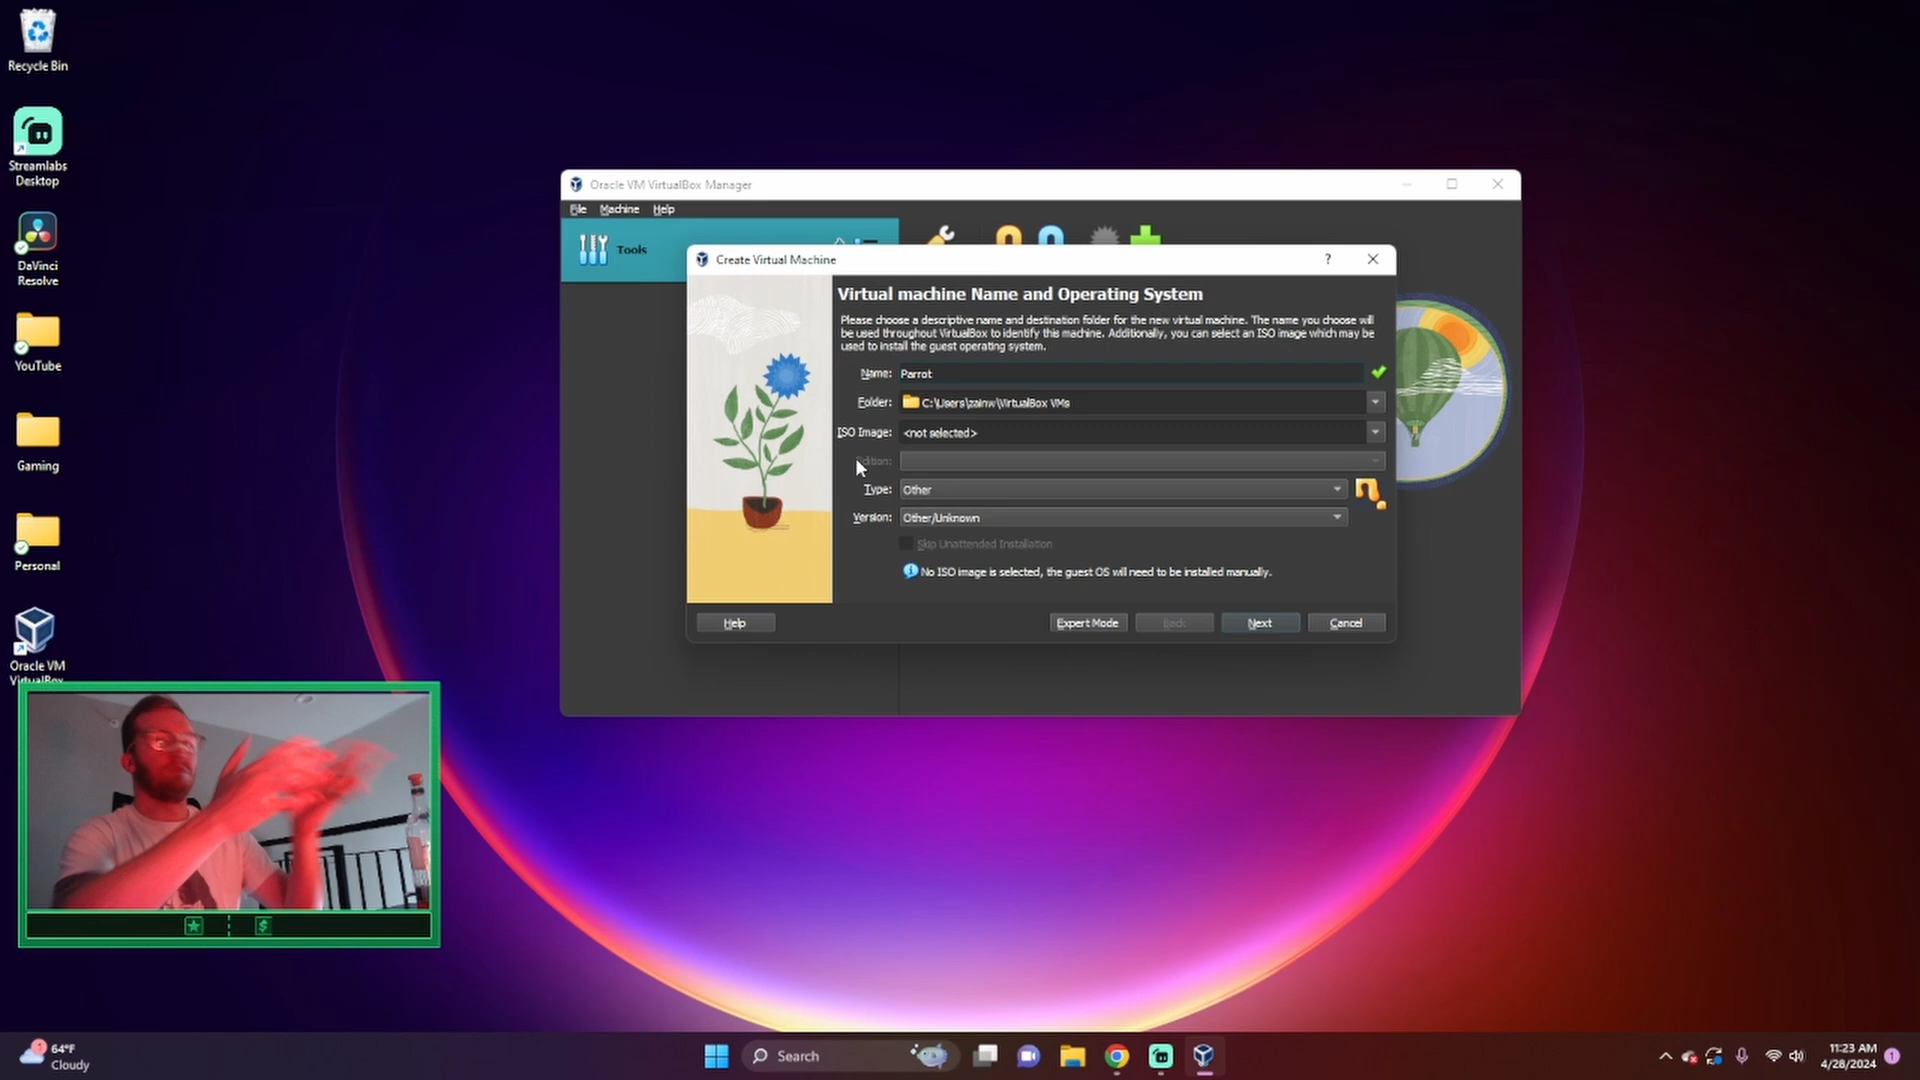 Recycle Bin
Streamlabs
Desktop
DaVinci
Resolve
YouTube
Gaming
Personal
Oracle VM
VirtualBox
Oracle VM VirtualBox Manager
File Machine Help
Tools
Create Virtual Machine
?
Virtual machine Name and Operating System
Please choose a descriptive name and destination folder for the new virtual machine. The name you choose will
be used throughout VirtualBox to identify this machine. Additionally, you can select an ISO image which may be
used to install the guest operating system.
Name: Parrot
Folder: C:\Users\zainw\VirtualBox VMs
ISO Image: <not selected>
Edition:
Type: Other
Version: Other/Unknown
Skip Unattended Installation
No ISO image is selected, the guest OS will need to be installed manually.
Help Expert Mode Back Next Cancel
$
1
64°F
Cloudy
Search
11:23 AM
4/28/2024
1